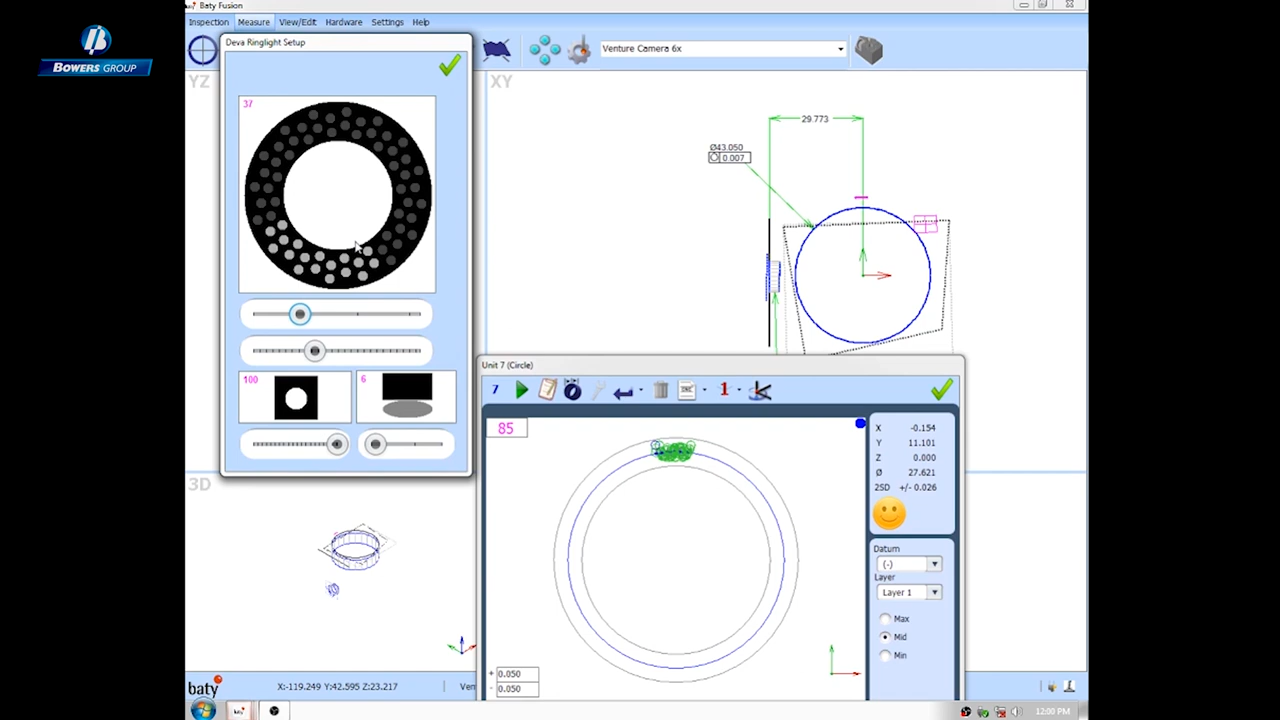 BOWERS GROUP
Baty Fusion
Inspection Measure View/Edit Hardware Settings Help
Deva Ringlight Setup
Venture Camera 6x
YZ
XY
37
29.773
Ø43.050
0.007
100
6
3D
Unit 7 (Circle)
7
1
85
X -0.154
Y 11.101
Z 0.000
Ø 27.621
2SD +/- 0.026
Datum
(-)
Layer
Layer 1
Max
Mid
Min
+ 0.050
- 0.050
baty
X:-119.249 Y:42.595 Z:23.217
Ven
12:00 PM